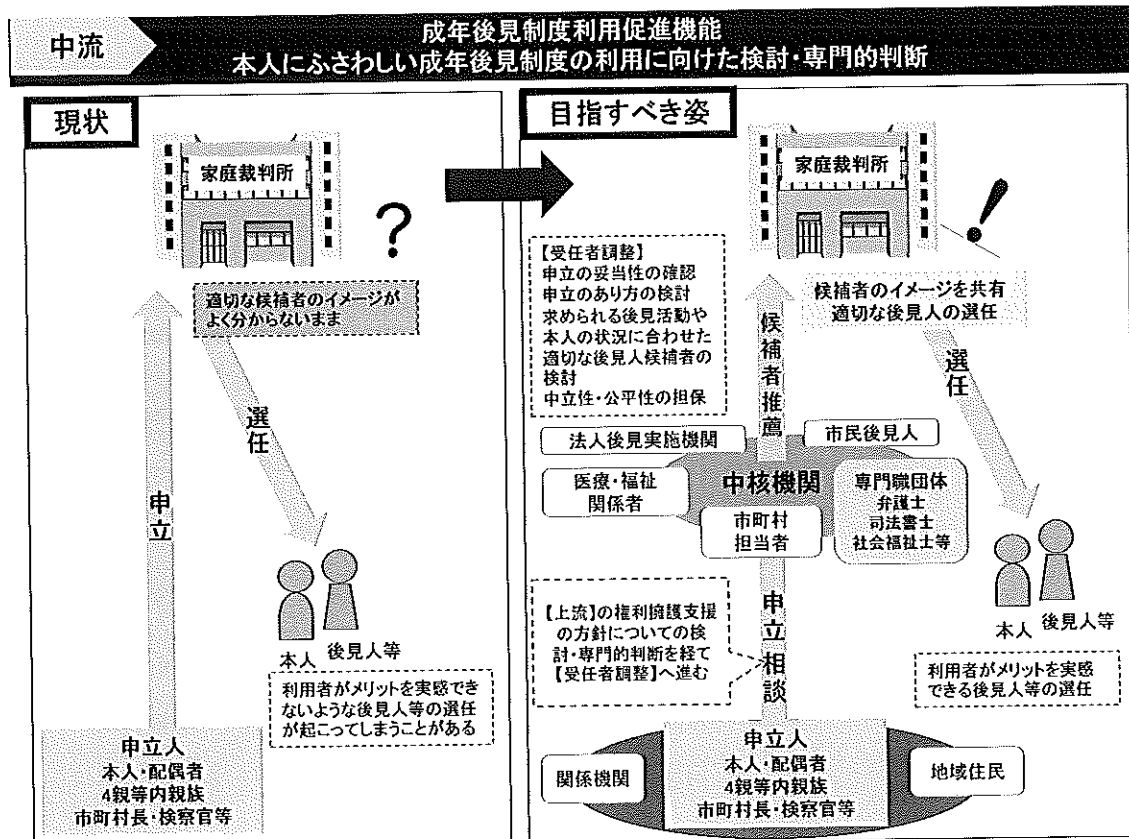 中流
成年後見制度利用促進機能
本人にふさわしい成年後見制度の利用に向けた検討・専門的判断
現状
家庭裁判所
?
適切な候補者のイメージが
よく分からないまま
選任
申立
本人
後見人等
利用者がメリットを実感でき
ないような後見人等の選任
が起こってしまうことがある
申立人
本人・配偶者
4親等内親族
市町村長・検察官等
目指すべき姿
家庭裁判所
!
【受任者調整】
申立の妥当性の確認
申立のあり方の検討
求められる後見活動や
本人の状況に合わせた
適切な後見人候補者の
検討
中立性・公平性の担保
候補者のイメージを共有
適切な後見人の選任
候補者推薦
選任
法人後見実施機関
市民後見人
医療・福祉
関係者
中核機関
専門職団体
弁護士
司法書士
社会福祉士等
市町村
担当者
【上流】の権利擁護支援
の方針についての検
討・専門的判断を経て
【受任者調整】へ進む
申立相談
本人
後見人等
利用者がメリットを実感
できる後見人等の選任
関係機関
申立人
本人・配偶者
4親等内親族
市町村長・検察官等
地域住民